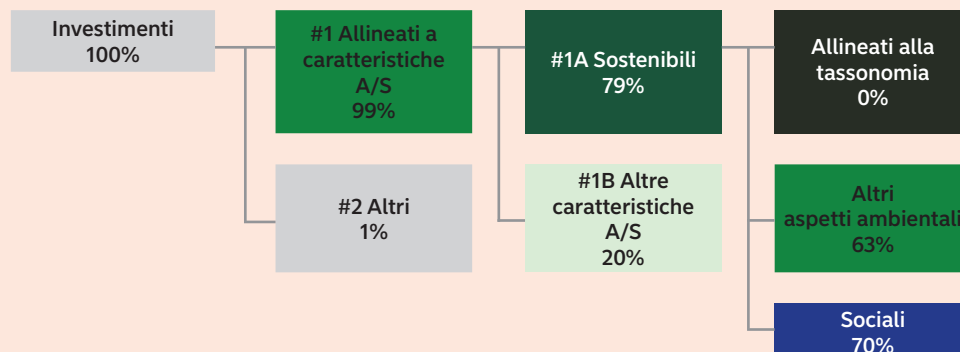 Investimenti
100%
#1 Allineati a
caratteristiche
A/S
99%
#1A Sostenibili
79%
Allineati alla
tassonomia
0%
#2 Altri
1%
#1B Altre
caratteristiche
A/S
20%
Altri
aspetti ambientali
63%
Sociali
70%